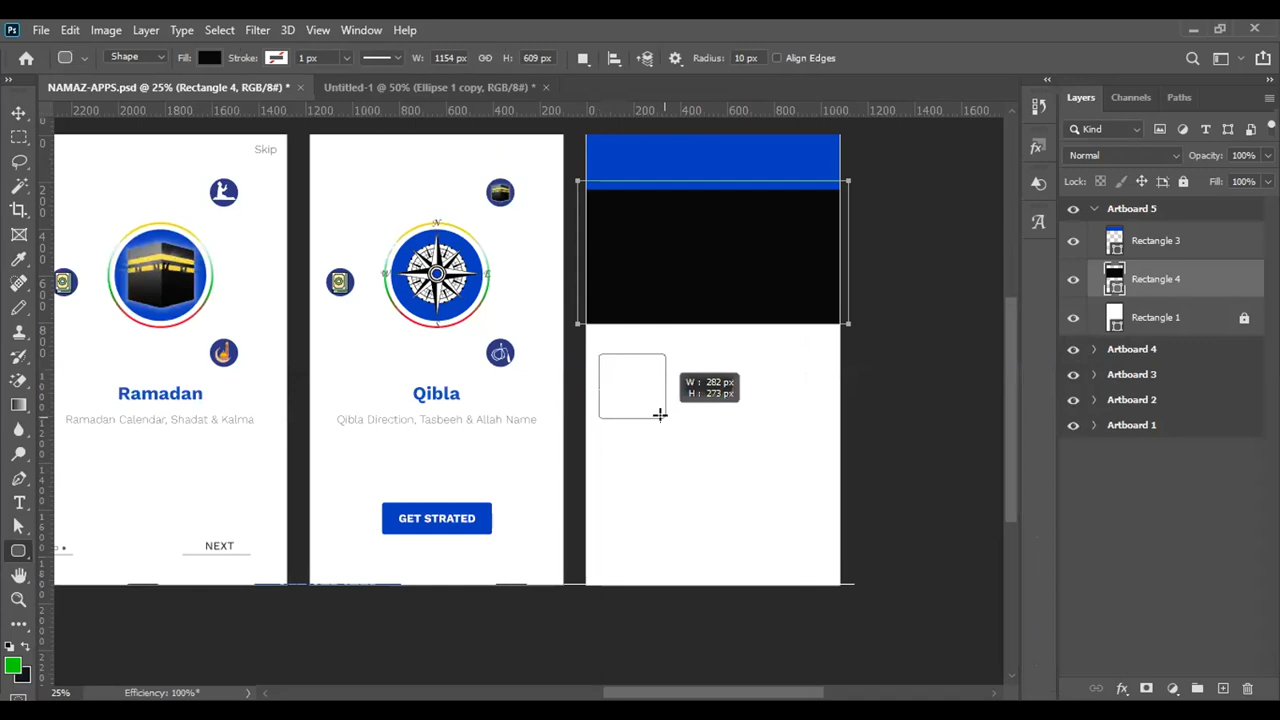 Ps File Edit Image Layer Type Select Filter 3D View Window Help
Shape Fill: Stroke: 1 px W: 1154 px H: 609 px Radius: 10 px Align Edges
NAMAZ-APPS.psd @ 25% (Rectangle 4, RGB/8#) * × Untitled-1 @ 50% (Ellipse 1 copy, RGB/8#) * ×
2200 2000 1800 1600 1400 1200 1000 800 600 400 200 0 200 400 600 800 1000 1200 1400 1600
Skip
N
W E
S
Ramadan
Ramadan Calendar, Shadat & Kalma
NEXT
Qibla
Qibla Direction, Tasbeeh & Allah Name
GET STRATED
W : 282 px
H : 273 px
Layers Channels Paths
Kind
Normal Opacity: 100%
Lock: Fill: 100%
Artboard 5
Rectangle 3
Rectangle 4
Rectangle 1
Artboard 4
Artboard 3
Artboard 2
Artboard 1
25% Efficiency: 100%*